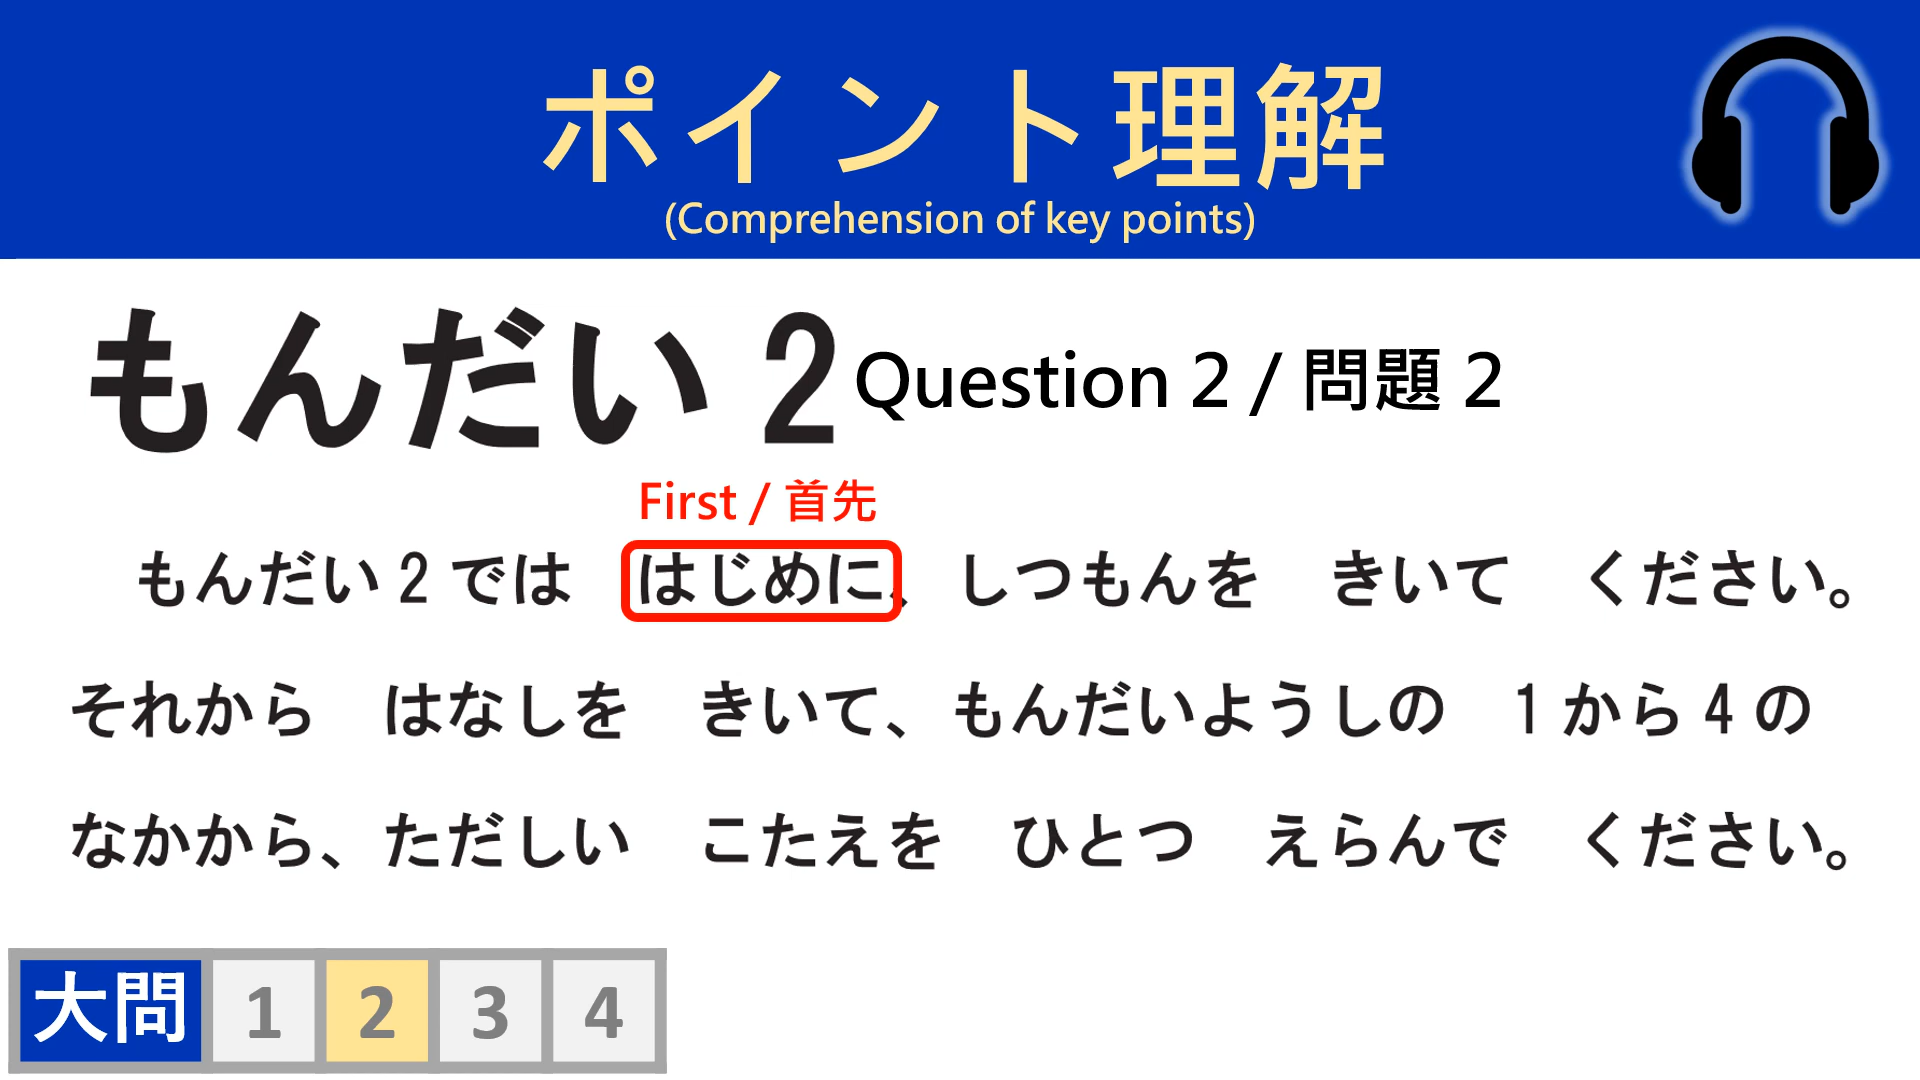 ポイント理解
(Comprehension of key points)
もんだい 2 Question 2 / 問題 2
First / 首先
もんだい 2 では　はじめに、しつもんを　きいて　ください。
それから　はなしを　きいて、もんだいようしの　1 から 4 の
なかから、ただしい　こたえを　ひとつ　えらんで　ください。
大問 1 2 3 4